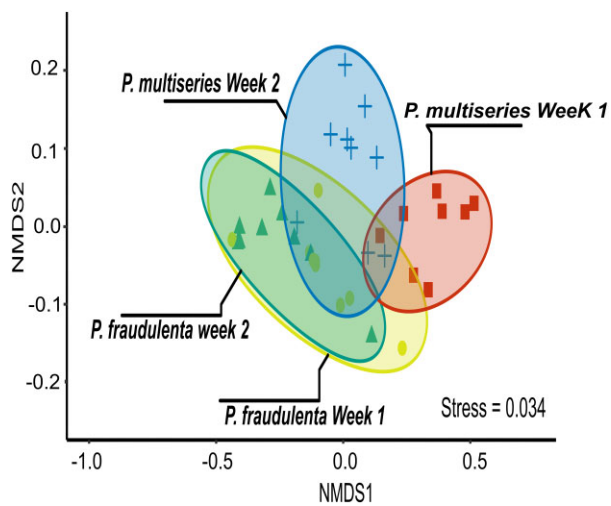 P. multiseries Week 2
P. multiseries WeeK 1
NMDS2
0.2
0.1
0.0
-0.1
-0.2
P. fraudulenta week 2
P. fraudulenta Week 1
Stress = 0.034
-1.0 -0.5 0.0 0.5
NMDS1